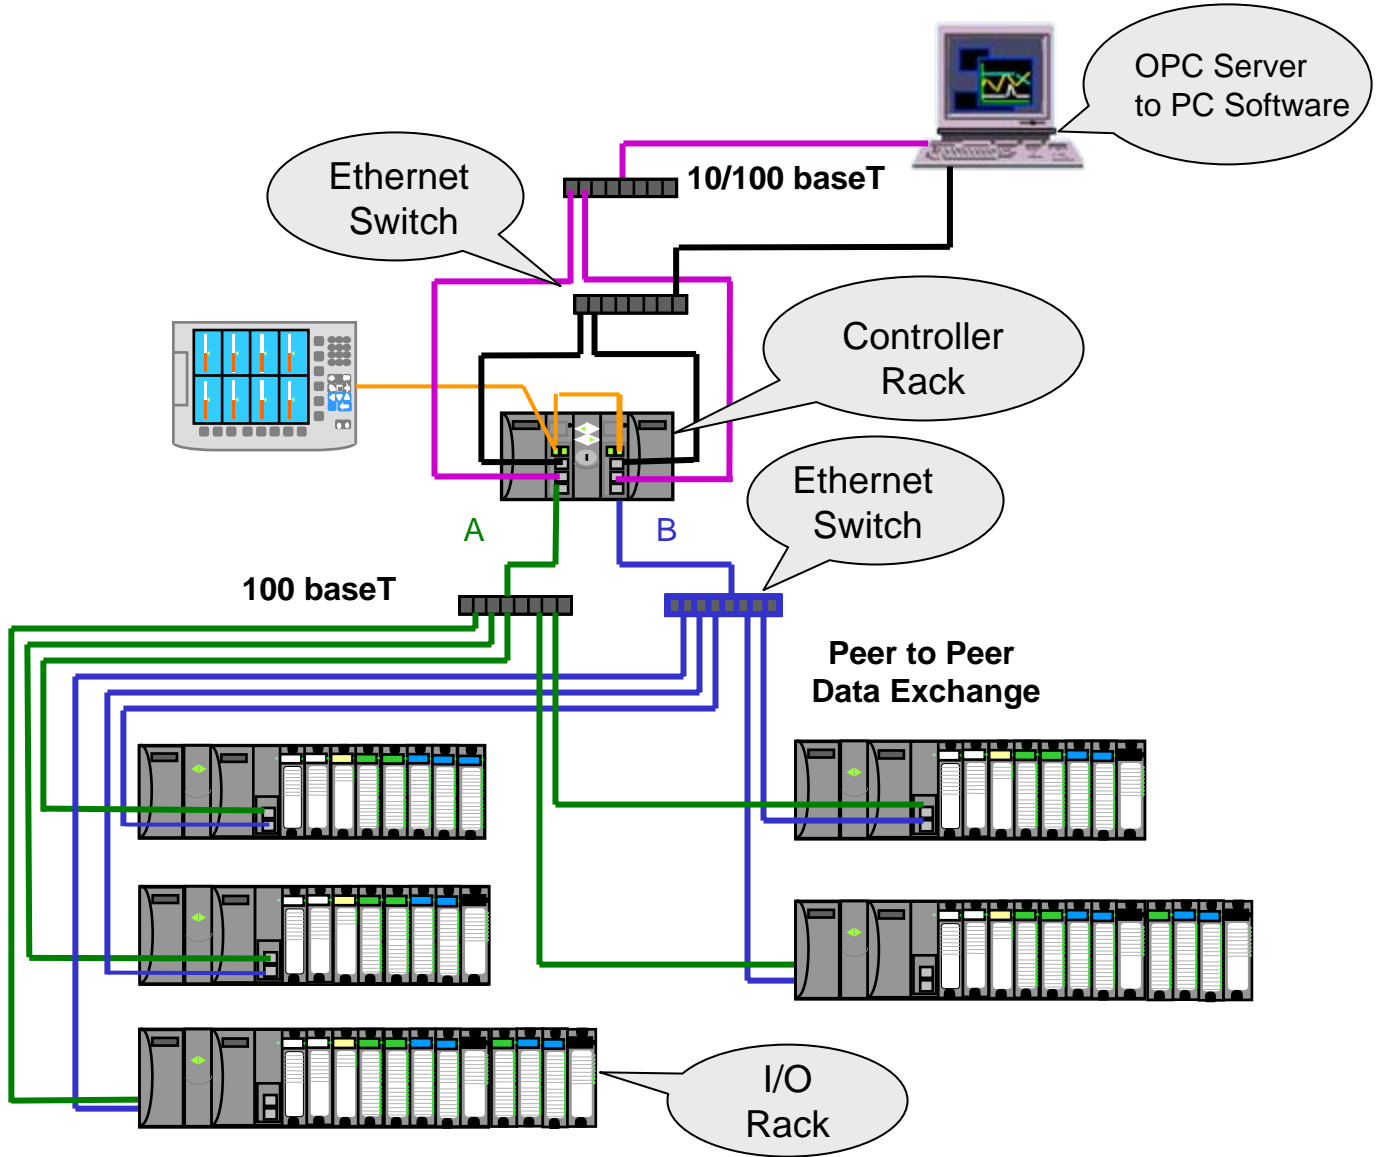 OPC Server
to PC Software
Ethernet
Switch
10/100 baseT
Controller
Rack
Ethernet
Switch
A
B
100 baseT
Peer to Peer
Data Exchange
I/O
Rack